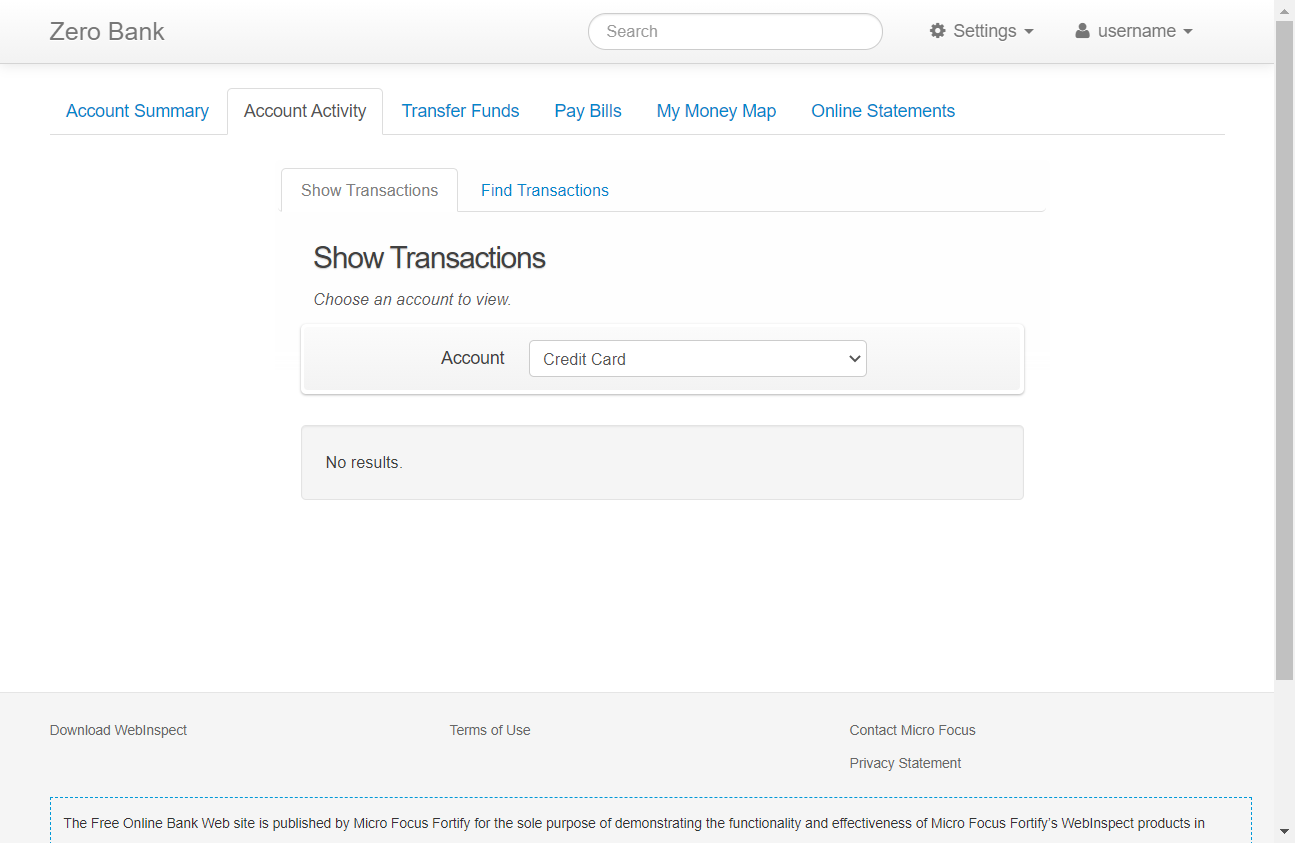 Zero Bank
Search
Settings
username
Account Summary
Account Activity
Transfer Funds
Pay Bills
My Money Map
Online Statements
Show Transactions
Find Transactions
Show Transactions
Choose an account to view.
Account
Credit Card
No results.
Download WebInspect
Terms of Use
Contact Micro Focus
Privacy Statement
The Free Online Bank Web site is published by Micro Focus Fortify for the sole purpose of demonstrating the functionality and effectiveness of Micro Focus Fortify's WebInspect products in